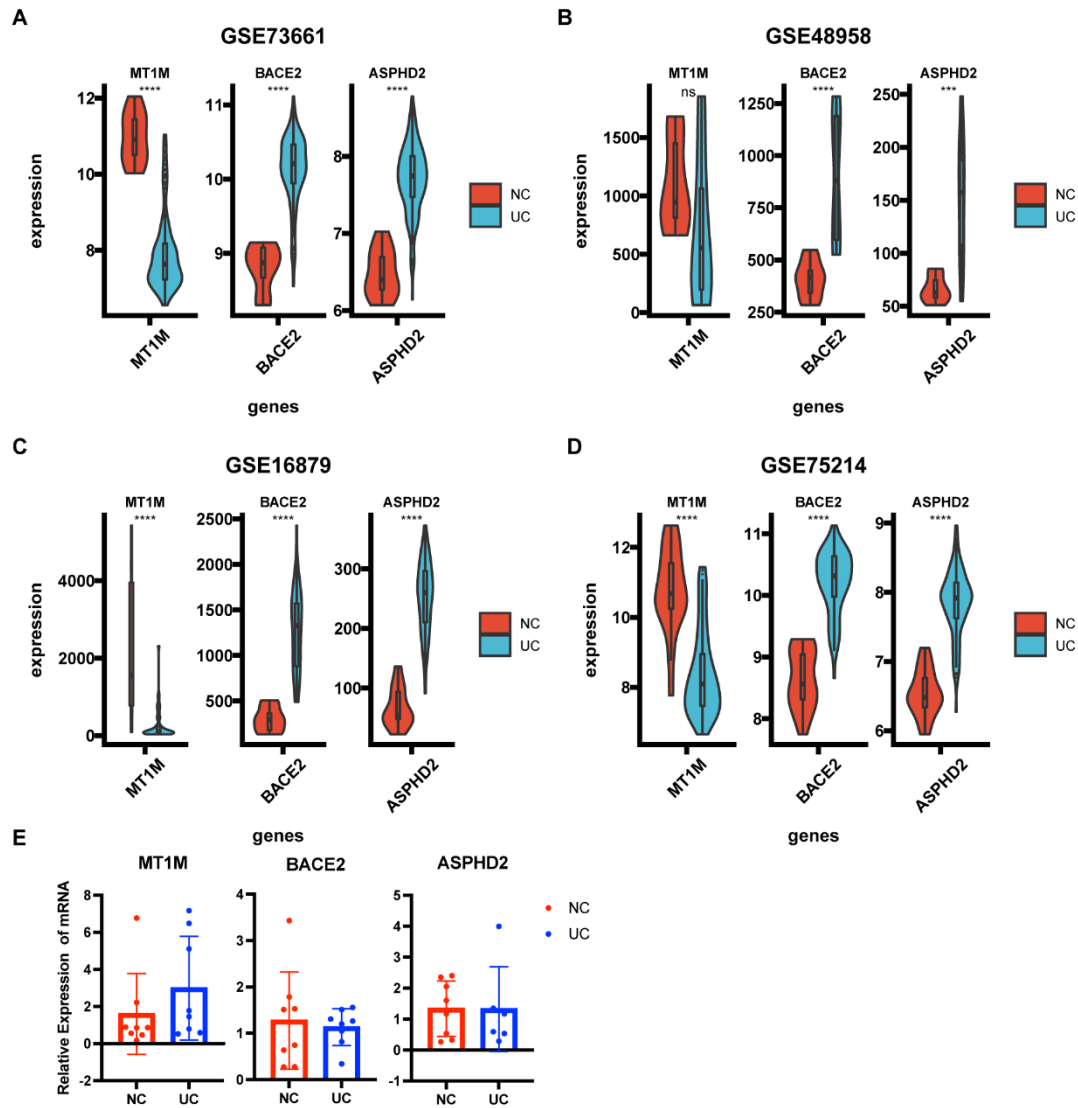 A
GSE73661
MT1M
****
BACE2
****
ASPHD2
****
expression
12
10
8
11
10
9
8
7
6
MT1M
BACE2
ASPHD2
genes
NC
UC
B
GSE48958
MT1M
ns
BACE2
****
ASPHD2
***
expression
1500
1000
500
0
1250
1000
750
500
250
250
200
150
100
50
MT1M
BACE2
ASPHD2
genes
NC
UC
C
GSE16879
MT1M
****
BACE2
****
ASPHD2
****
expression
4000
2000
0
2500
2000
1500
1000
500
300
200
100
MT1M
BACE2
ASPHD2
genes
NC
UC
D
GSE75214
MT1M
****
BACE2
****
ASPHD2
****
expression
12
10
8
11
10
9
8
9
8
7
6
MT1M
BACE2
ASPHD2
genes
NC
UC
E
MT1M
Relative Expression of mRNA
8
6
4
2
0
-2
NC
UC
BACE2
4
3
2
1
0
NC
UC
ASPHD2
5
4
3
2
1
0
-1
NC
UC
NC
UC